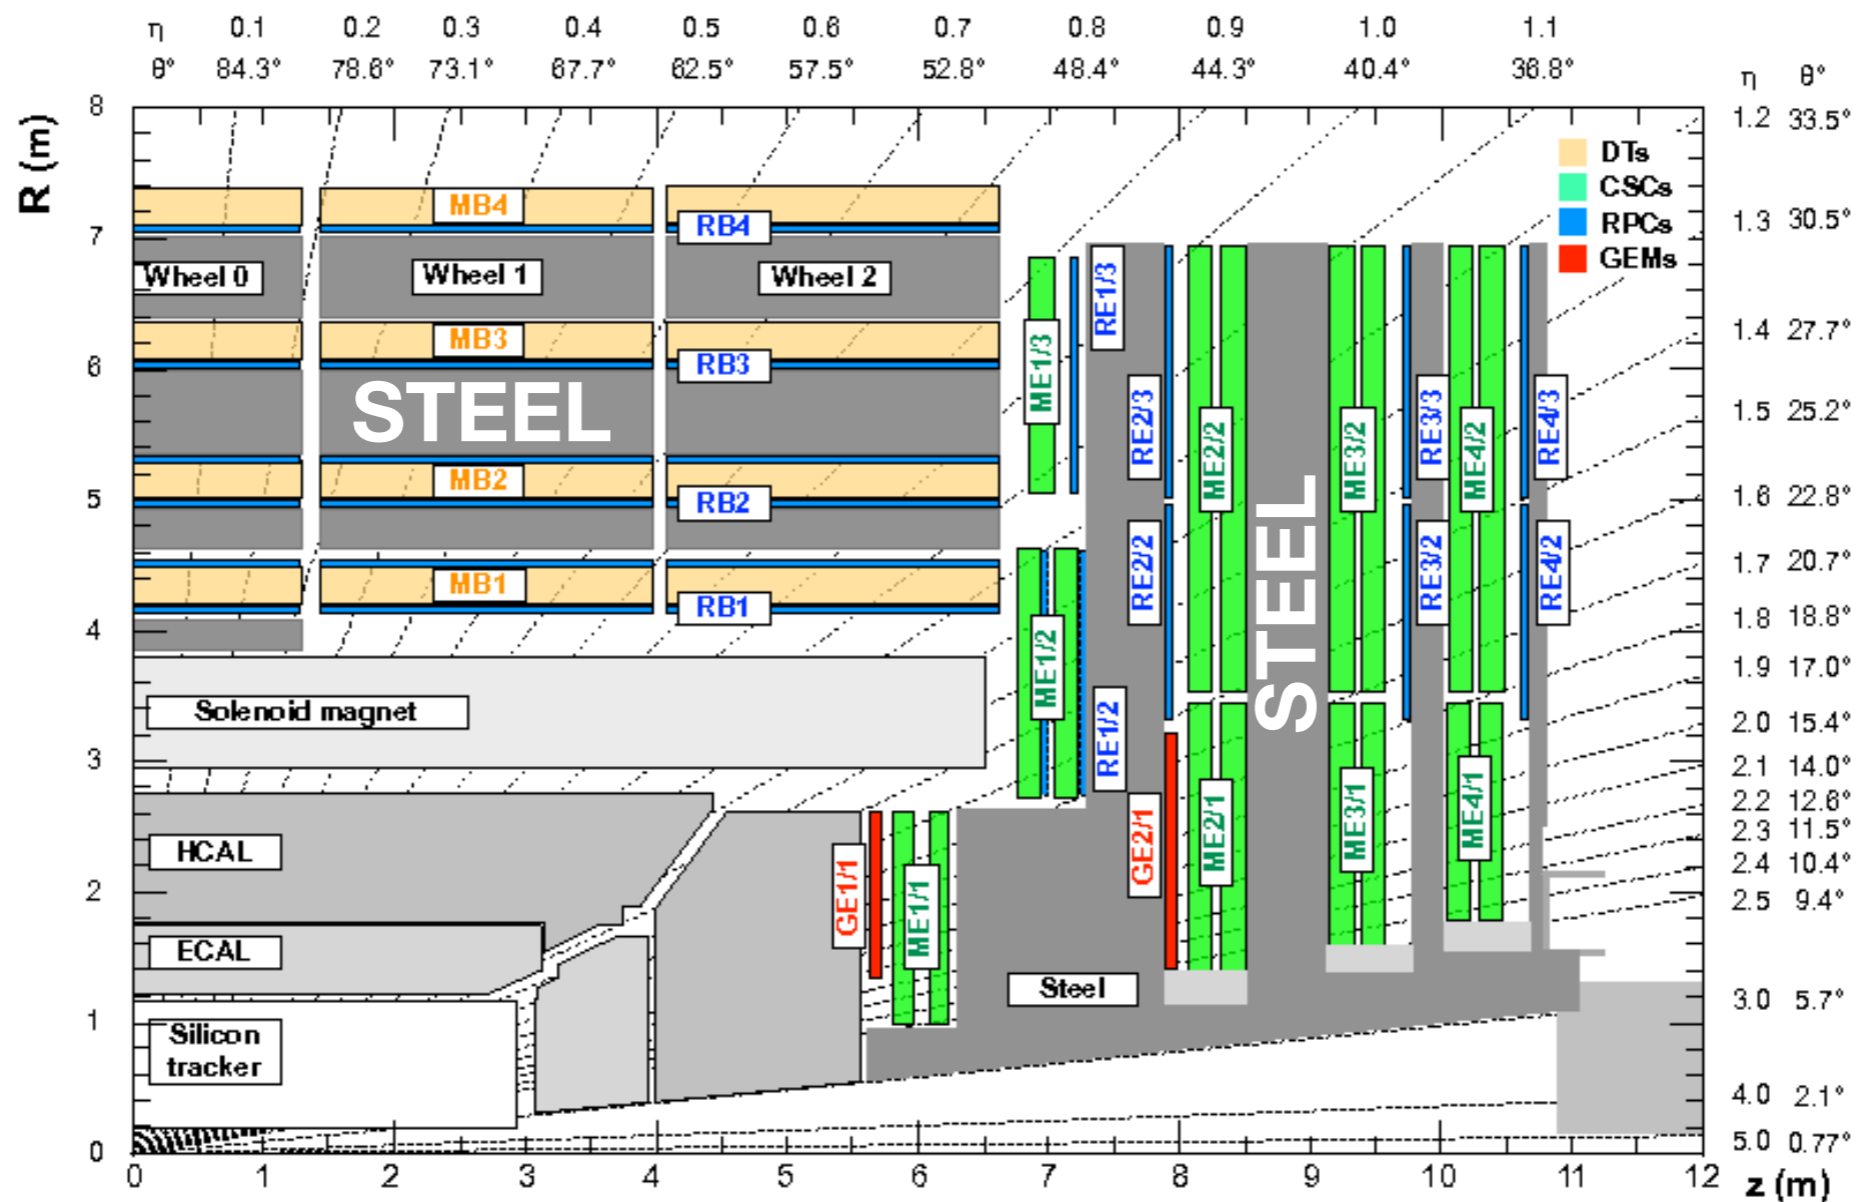 η 0.1 0.2 0.3 0.4 0.5 0.6 0.7 0.8 0.9 1.0 1.1
θ° 84.3° 78.6° 73.1° 67.7° 62.5° 57.5° 52.8° 48.4° 44.3° 40.4° 36.8°
η θ°
1.2 33.5°
1.3 30.5°
1.4 27.7°
1.5 25.2°
1.6 22.8°
1.7 20.7°
1.8 18.8°
1.9 17.0°
2.0 15.4°
2.1 14.0°
2.2 12.6°
2.3 11.5°
2.4 10.4°
2.5 9.4°
3.0 5.7°
4.0 2.1°
5.0 0.77°
R (m)
8
7
6
5
4
3
2
1
0
DTs
CSCs
RPCs
GEMs
MB4
RB4
Wheel 0
Wheel 1
Wheel 2
MB3
RB3
STEEL
MB2
RB2
MB1
RB1
Solenoid magnet
HCAL
ECAL
Silicon
tracker
ME1/3
RE1/3
RE2/3
ME2/2
ME3/2
RE3/3
ME4/2
RE4/3
RE2/2
STEEL
RE3/2
RE4/2
ME1/2
RE1/2
GE1/1
ME1/1
GE2/1
ME2/1
ME3/1
ME4/1
Steel
0 1 2 3 4 5 6 7 8 9 10 11 12
z (m)